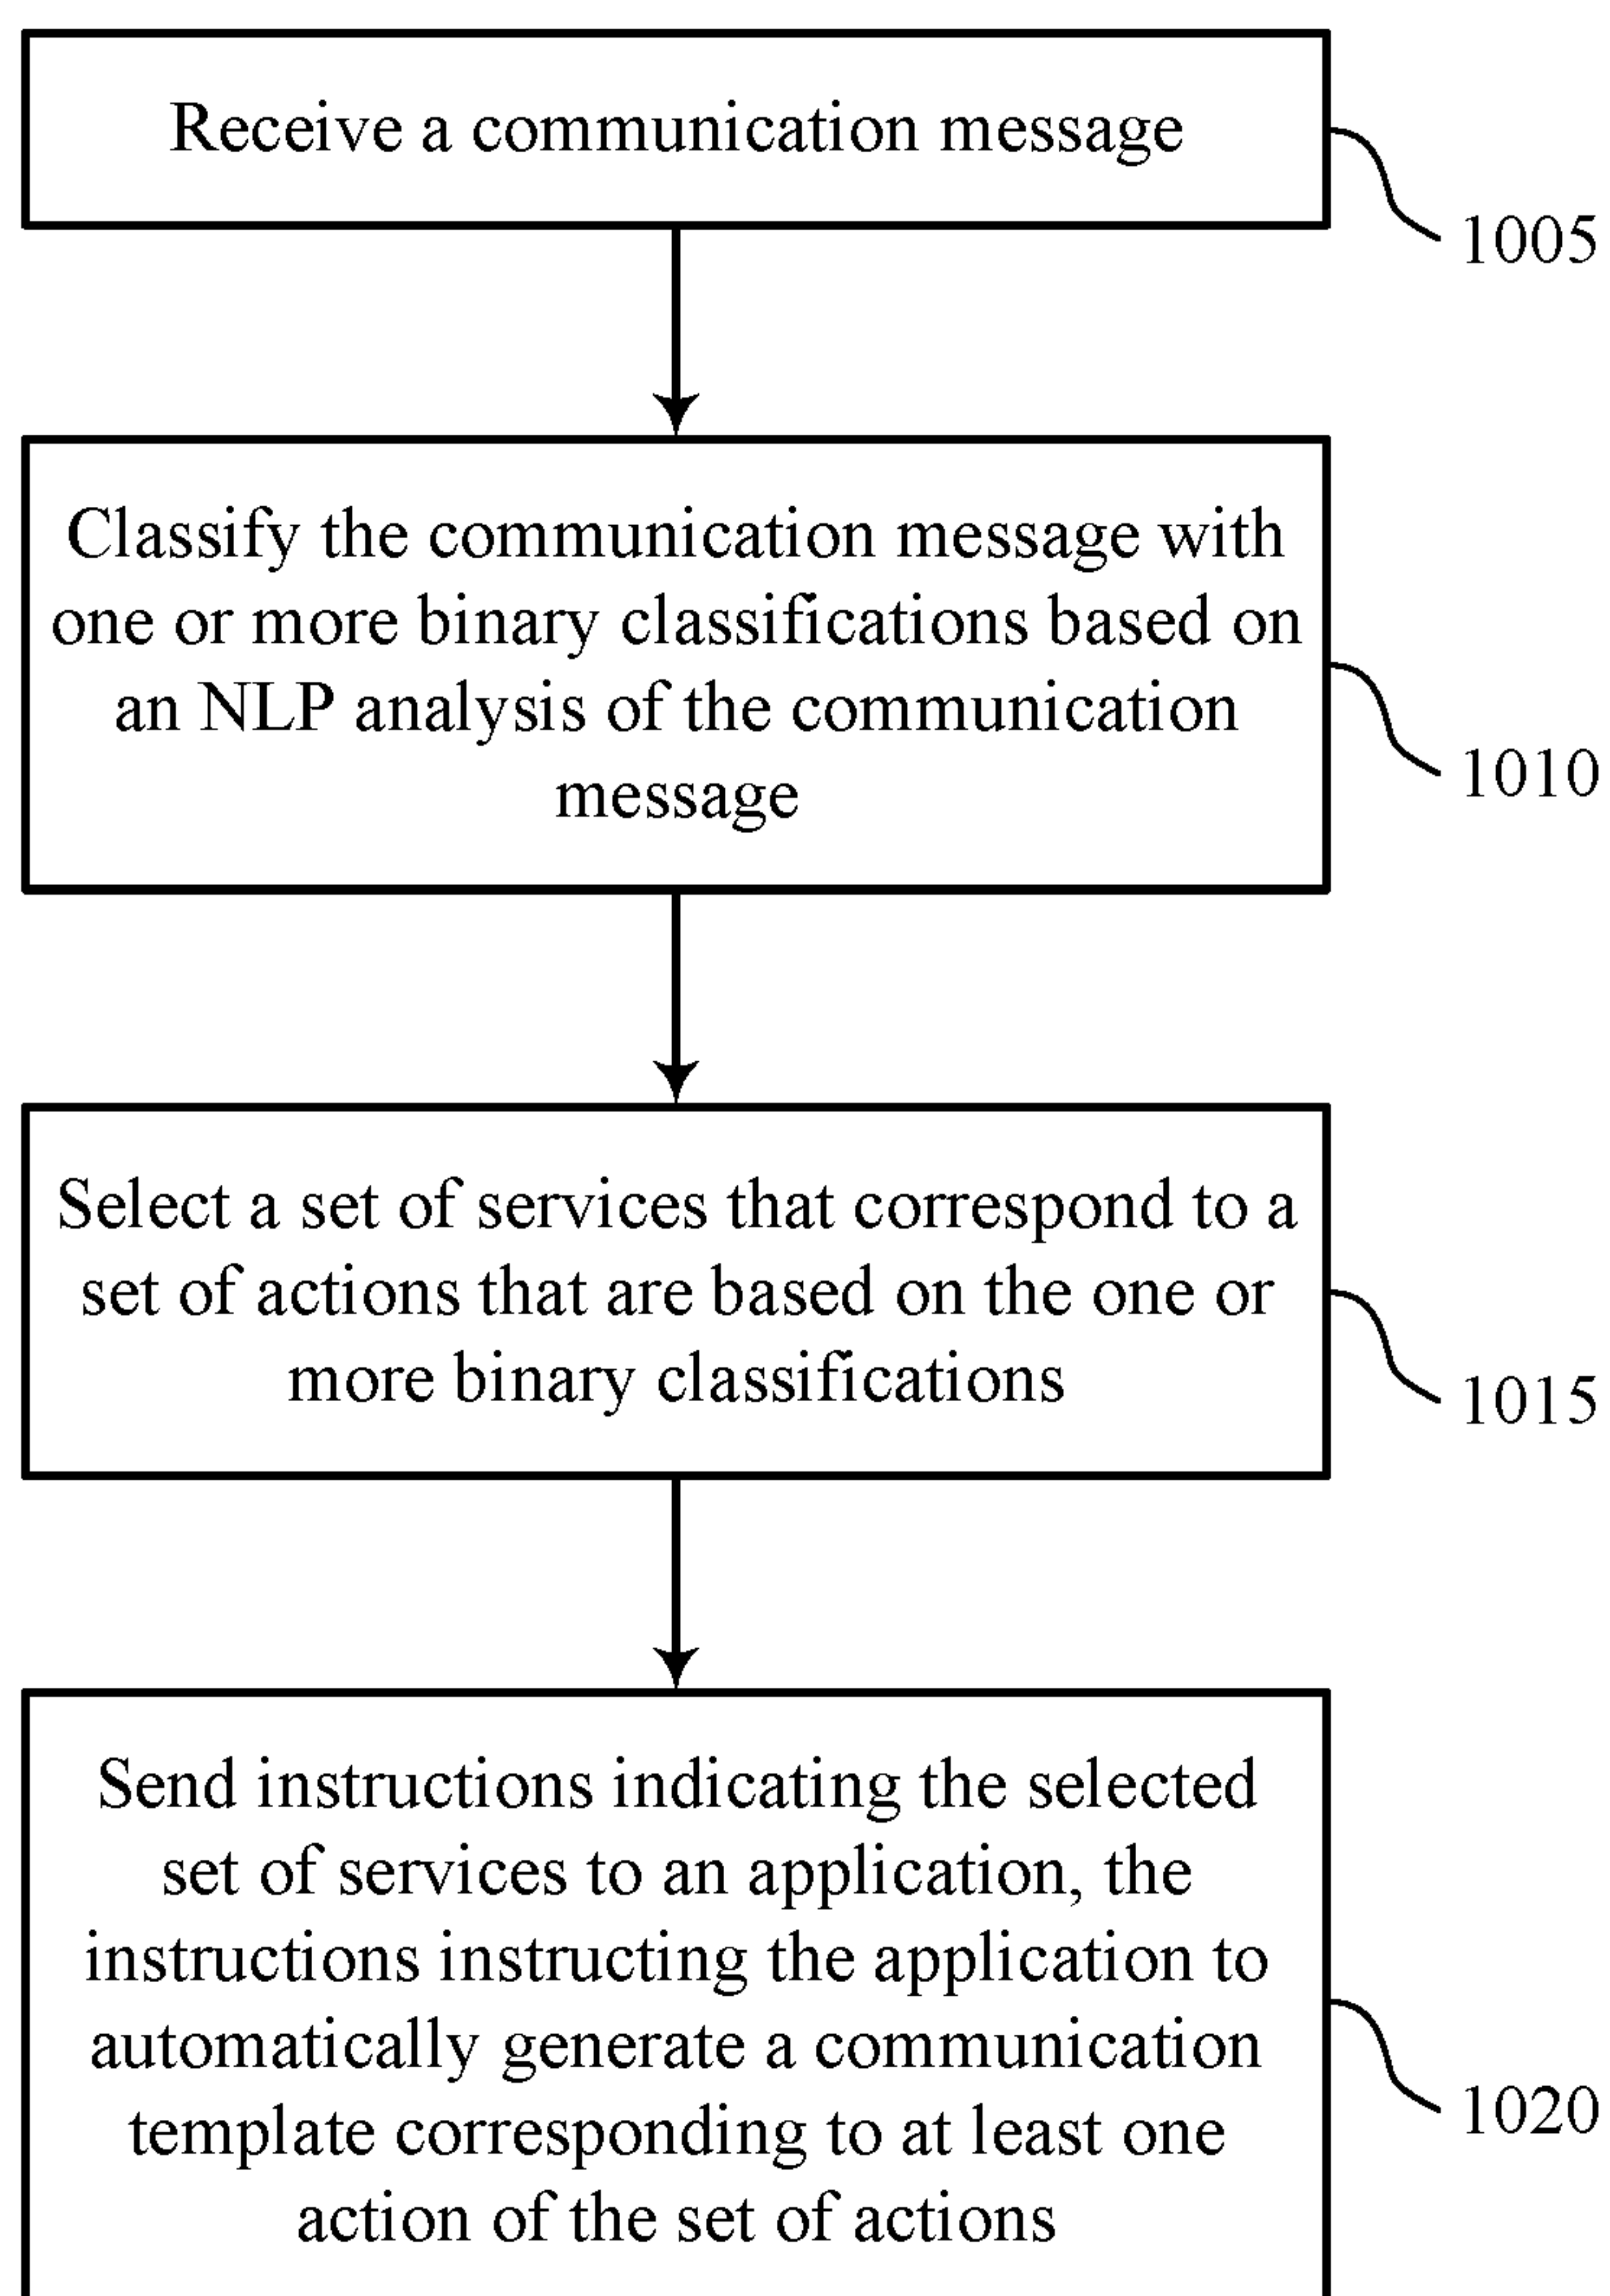 Receive a communication message
1005
Classify the communication message with
one or more binary classifications based on
an NLP analysis of the communication
message
1010
Select a set of services that correspond to a
set of actions that are based on the one or
more binary classifications
1015
Send instructions indicating the selected
set of services to an application, the
instructions instructing the application to
automatically generate a communication
template corresponding to at least one
action of the set of actions
1020